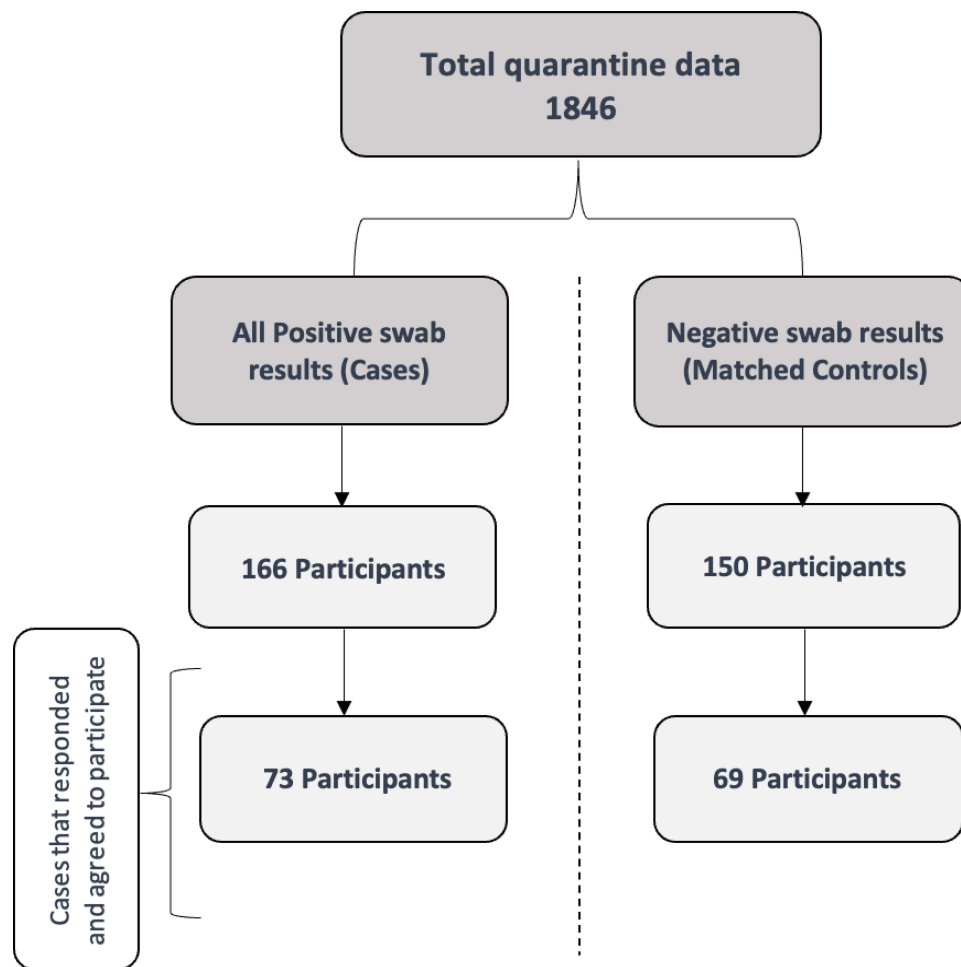 Total quarantine data
1846
All Positive swab
results (Cases)
Negative swab results
(Matched Controls)
166 Participants
150 Participants
Cases that responded
and agreed to participate
73 Participants
69 Participants